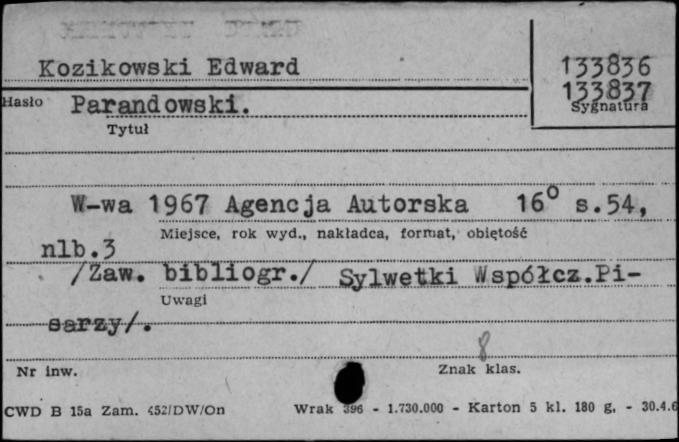 Kozikowski Edward
133836
133837
Sygnatura
Hasło Parandowski.
Tytuł
W-wa 1967 Agencja Autorska 16° s.54,
Miejsce, rok wyd., nakładca, format, objętość
nlb.3
/Zaw. bibliogr./ Sylwetki Współcz.Pi-
Uwagi
sarzy/.
8
Nr inw.
Znak klas.
CWD B 15a Zam. 452/DW/On Wrak 396 - 1.730.000 - Karton 5 kl. 180 g, - 30.4.6